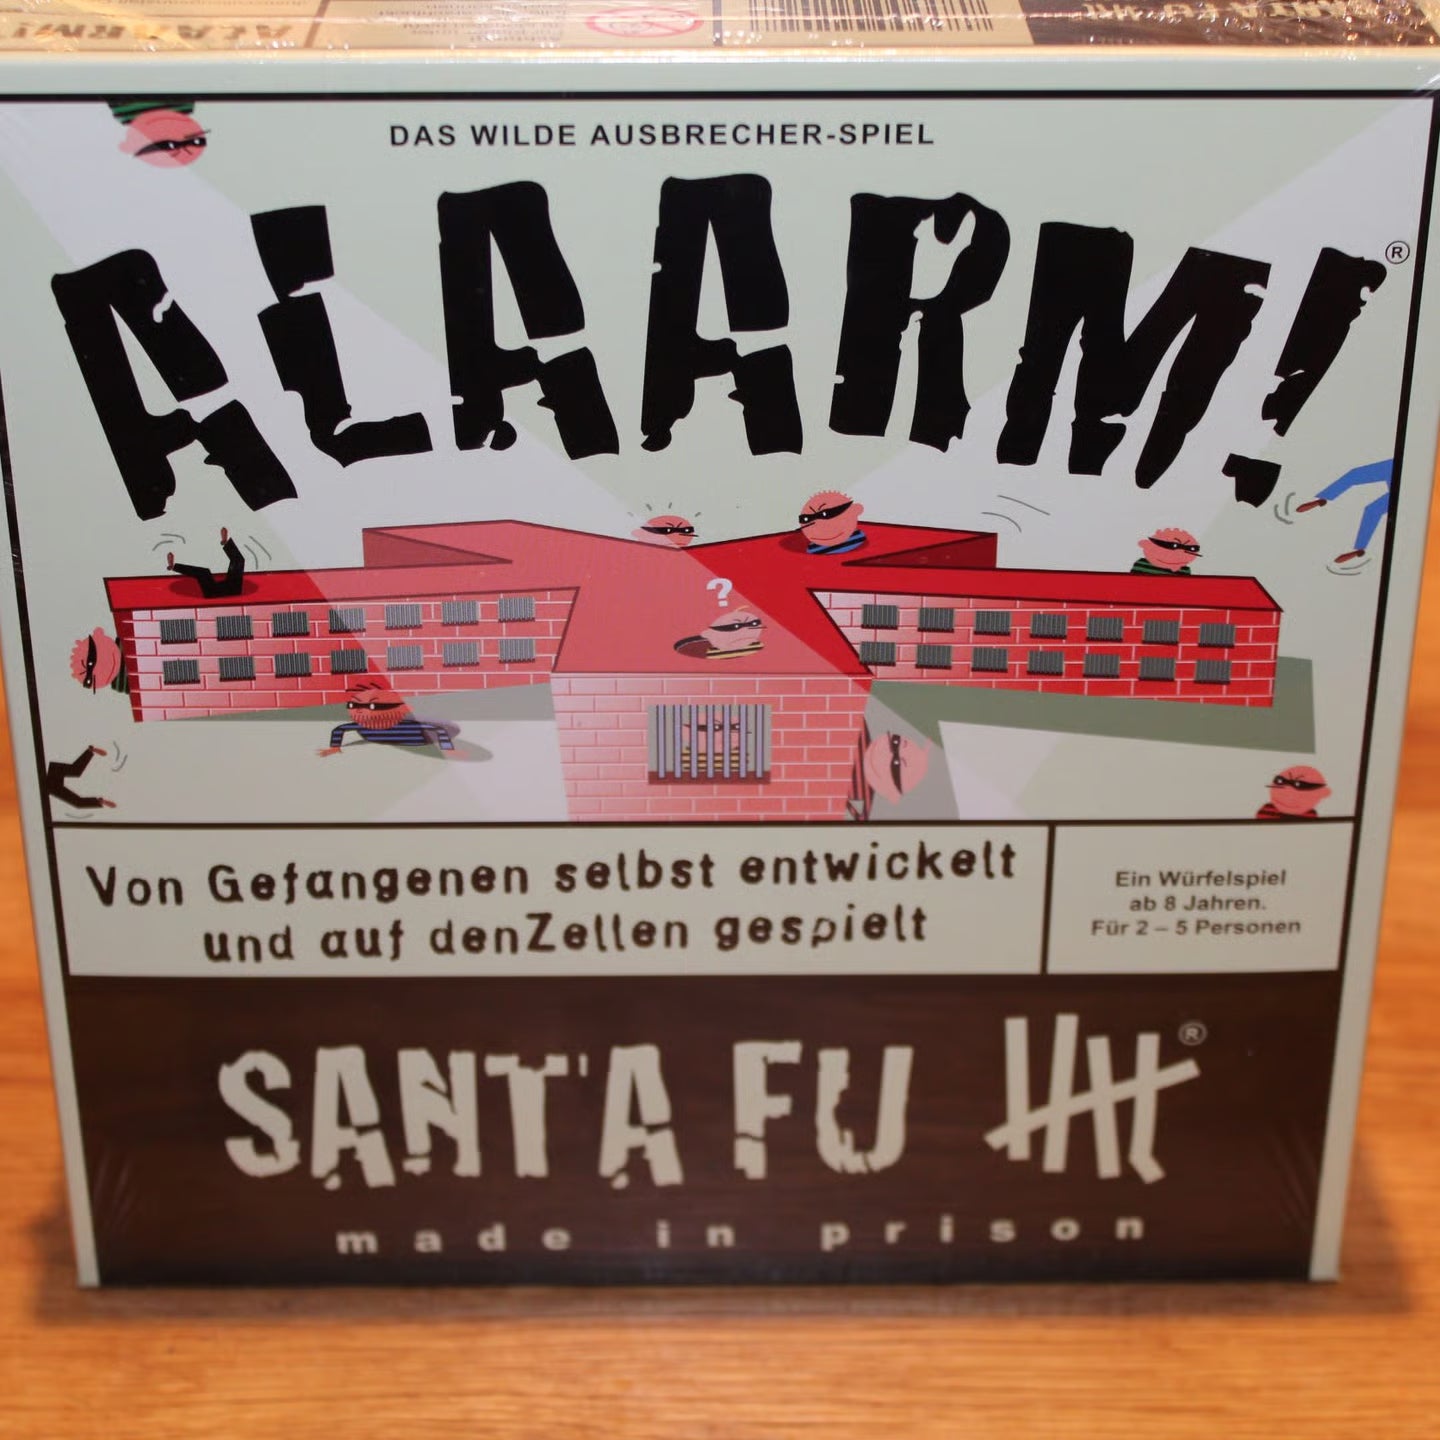 DAS WILDE AUSBRECHER-SPIEL
ALAARM!®
?
Von Gefangenen selbst entwickelt
und auf denZellen gespielt
Ein Würfelspiel
ab 8 Jahren.
Für 2 – 5 Personen
SANTA FU ®
made in prison